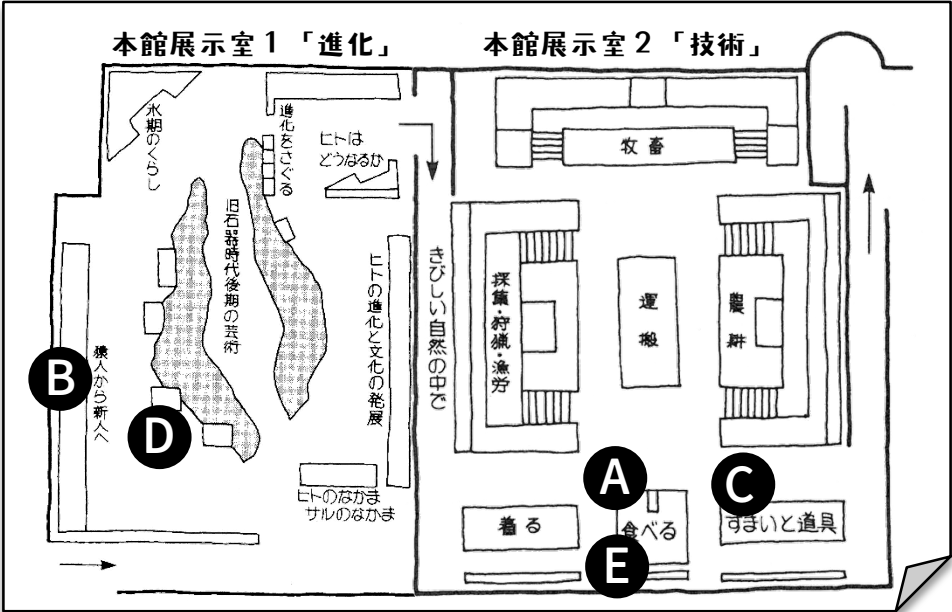 本館展示室1「進化」
本館展示室2「技術」
氷期のくらし
進化をさぐる
ヒトは
どうなるか
旧石器時代後期の芸術
ヒトの進化と文化の発展
猿人から新人へ
B
D
ヒトのなかま
サルのなかま
きびしい自然の中で
牧畜
採集・狩猟・漁労
運搬
農耕
A
C
着る
食べる
すまいと道具
E